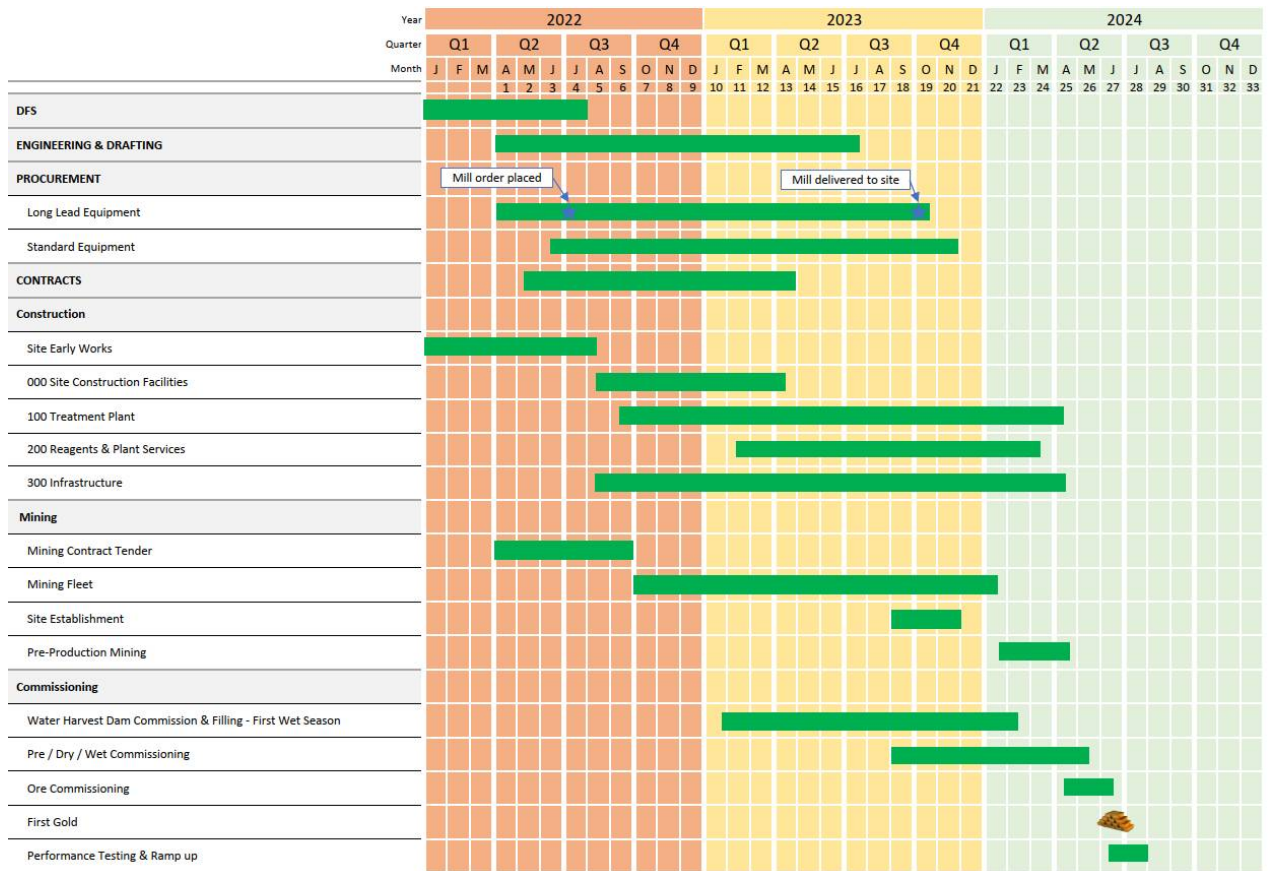 Year 2022 2023 2024
Quarter Q1 Q2 Q3 Q4 Q1 Q2 Q3 Q4 Q1 Q2 Q3 Q4
Month J F M A M J J A S O N D J F M A M J J A S O N D J F M A M J J A S O N D
1 2 3 4 5 6 7 8 9 10 11 12 13 14 15 16 17 18 19 20 21 22 23 24 25 26 27 28 29 30 31 32 33
DFS
ENGINEERING & DRAFTING
PROCUREMENT
Mill order placed
Mill delivered to site
Long Lead Equipment
Standard Equipment
CONTRACTS
Construction
Site Early Works
000 Site Construction Facilities
100 Treatment Plant
200 Reagents & Plant Services
300 Infrastructure
Mining
Mining Contract Tender
Mining Fleet
Site Establishment
Pre-Production Mining
Commissioning
Water Harvest Dam Commission & Filling - First Wet Season
Pre / Dry / Wet Commissioning
Ore Commissioning
First Gold
Performance Testing & Ramp up